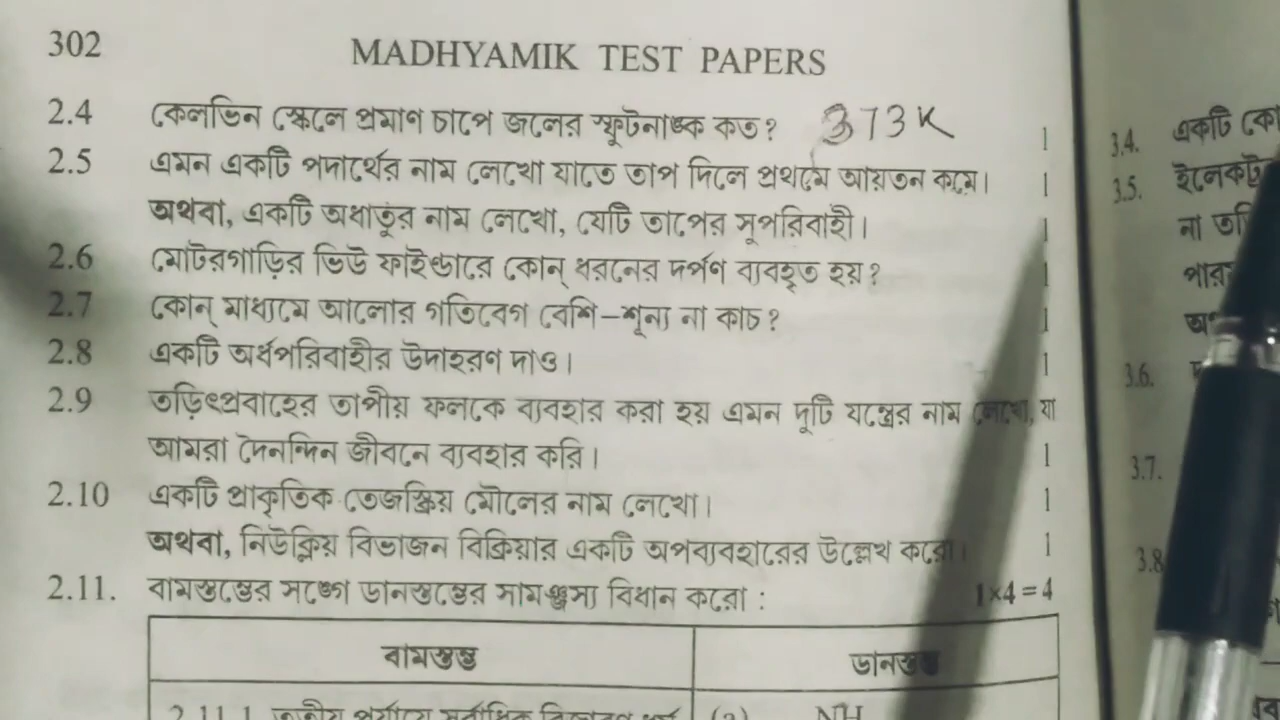 302 MADHYAMIK TEST PAPERS
2.4 কেলভিন স্কেলে প্রমাণ চাপে জলের স্ফুটনাঙ্ক কত? 373K 1
2.5 এমন একটি পদার্থের নাম লেখো যাতে তাপ দিলে প্রথমে আয়তন কমে। 1
অথবা, একটি অধাতুর নাম লেখো, যেটি তাপের সুপরিবাহী। 1
2.6 মোটরগাড়ির ভিউ ফাইন্ডারে কোন্ ধরনের দর্পণ ব্যবহৃত হয়? 1
2.7 কোন্ মাধ্যমে আলোর গতিবেগ বেশি–শূন্য না কাচ? 1
2.8 একটি অর্ধপরিবাহীর উদাহরণ দাও। 1
2.9 তড়িৎপ্রবাহের তাপীয় ফলকে ব্যবহার করা হয় এমন দুটি যন্ত্রের নাম লেখো, যা
আমরা দৈনন্দিন জীবনে ব্যবহার করি। 1
2.10 একটি প্রাকৃতিক তেজস্ক্রিয় মৌলের নাম লেখো। 1
অথবা, নিউক্লিয় বিভাজন বিক্রিয়ার একটি অপব্যবহারের উল্লেখ করো। 1
2.11. বামস্তম্ভের সঙ্গে ডানস্তম্ভের সামঞ্জস্য বিধান করো : 1×4=4
বামস্তম্ভ ডানস্তম্ভ
2.11.1
3.4. একটি
3.5.
না
3.6.
3.7.
3.8